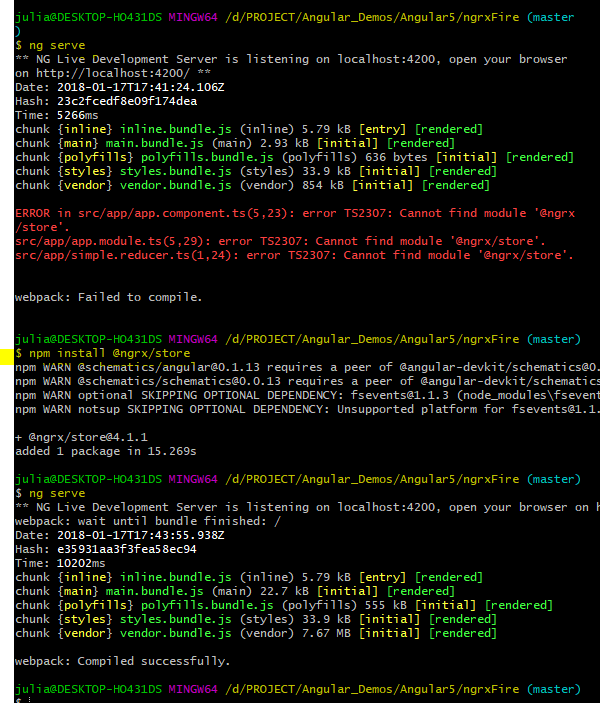 julia@DESKTOP-HO431DS MINGW64 /d/PROJECT/Angular_Demos/Angular5/ngrxFire (master
)
$ ng serve
** NG Live Development Server is listening on localhost:4200, open your browser
on http://localhost:4200/ **
Date: 2018-01-17T17:41:24.106Z
Hash: 23c2fcedf8e09f174dea
Time: 5266ms
chunk {inline} inline.bundle.js (inline) 5.79 kB [entry] [rendered]
chunk {main} main.bundle.js (main) 2.93 kB [initial] [rendered]
chunk {polyfills} polyfills.bundle.js (polyfills) 636 bytes [initial] [rendered]
chunk {styles} styles.bundle.js (styles) 33.9 kB [initial] [rendered]
chunk {vendor} vendor.bundle.js (vendor) 854 kB [initial] [rendered]
ERROR in src/app/app.component.ts(5,23): error TS2307: Cannot find module '@ngrx
/store'.
src/app/app.module.ts(5,29): error TS2307: Cannot find module '@ngrx/store'.
src/app/simple.reducer.ts(1,24): error TS2307: Cannot find module '@ngrx/store'.
webpack: Failed to compile.
julia@DESKTOP-HO431DS MINGW64 /d/PROJECT/Angular_Demos/Angular5/ngrxFire (master)
$ npm install @ngrx/store
npm WARN @schematics/angular@0.1.13 requires a peer of @angular-devkit/schematics@0.
npm WARN @schematics/schematics@0.0.13 requires a peer of @angular-devkit/schematics
npm WARN optional SKIPPING OPTIONAL DEPENDENCY: fsevents@1.1.3 (node_modules\fsevent
npm WARN notsup SKIPPING OPTIONAL DEPENDENCY: Unsupported platform for fsevents@1.1.
+ @ngrx/store@4.1.1
added 1 package in 15.269s
julia@DESKTOP-HO431DS MINGW64 /d/PROJECT/Angular_Demos/Angular5/ngrxFire (master)
$ ng serve
** NG Live Development Server is listening on localhost:4200, open your browser on h
webpack: wait until bundle finished: /
Date: 2018-01-17T17:43:55.938Z
Hash: e35931aa3f3fea58ec94
Time: 10202ms
chunk {inline} inline.bundle.js (inline) 5.79 kB [entry] [rendered]
chunk {main} main.bundle.js (main) 22.7 kB [initial] [rendered]
chunk {polyfills} polyfills.bundle.js (polyfills) 555 kB [initial] [rendered]
chunk {styles} styles.bundle.js (styles) 33.9 kB [initial] [rendered]
chunk {vendor} vendor.bundle.js (vendor) 7.67 MB [initial] [rendered]
webpack: Compiled successfully.
julia@DESKTOP-HO431DS MINGW64 /d/PROJECT/Angular_Demos/Angular5/ngrxFire (master)
$